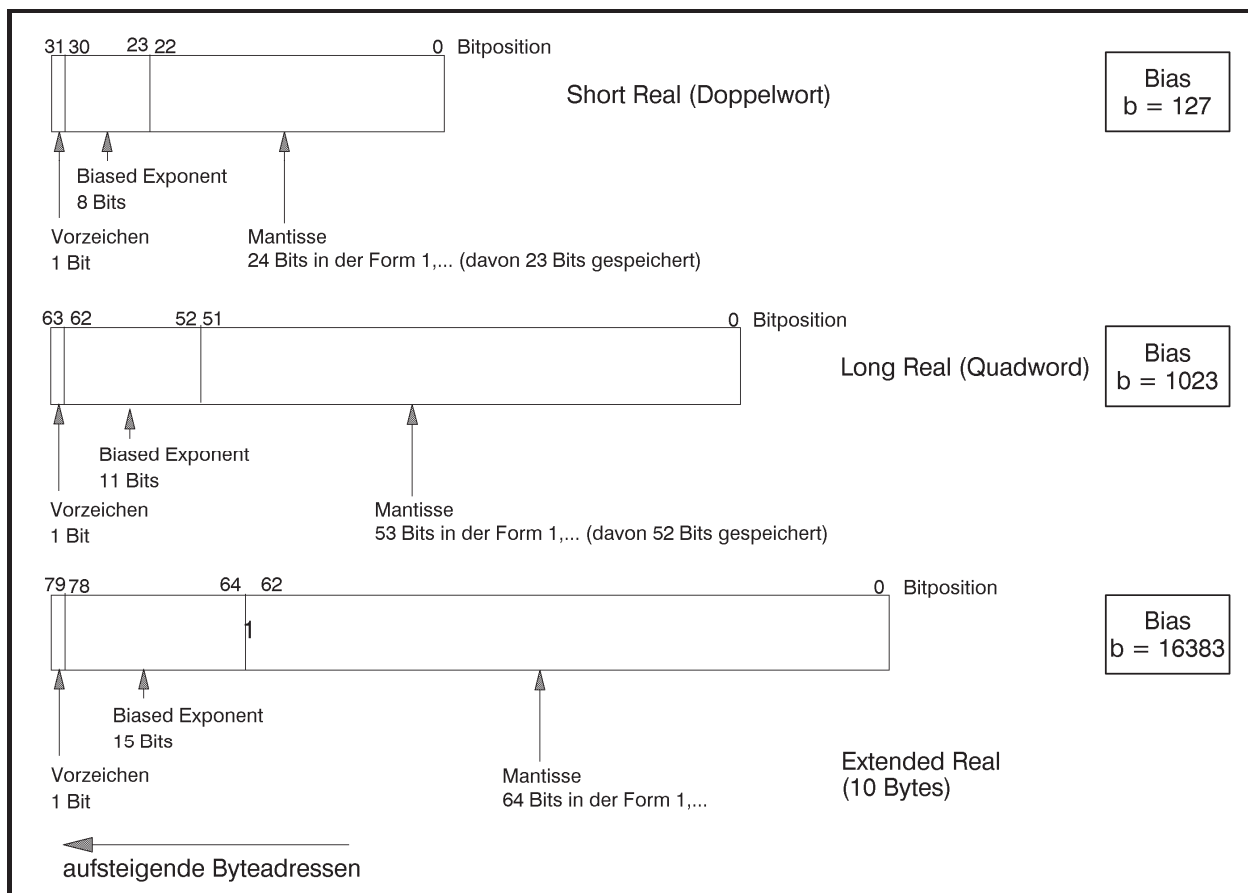 31 30 23 22 0 Bitposition
Short Real (Doppelwort)
Bias
b = 127
Biased Exponent
8 Bits
Vorzeichen
1 Bit
Mantisse
24 Bits in der Form 1,... (davon 23 Bits gespeichert)
63 62 52 51 0 Bitposition
Long Real (Quadword)
Bias
b = 1023
Biased Exponent
11 Bits
Vorzeichen
1 Bit
Mantisse
53 Bits in der Form 1,... (davon 52 Bits gespeichert)
79 78 64 62 0 Bitposition
1
Bias
b = 16383
Biased Exponent
15 Bits
Vorzeichen
1 Bit
Mantisse
64 Bits in der Form 1,...
Extended Real
(10 Bytes)
aufsteigende Byteadressen